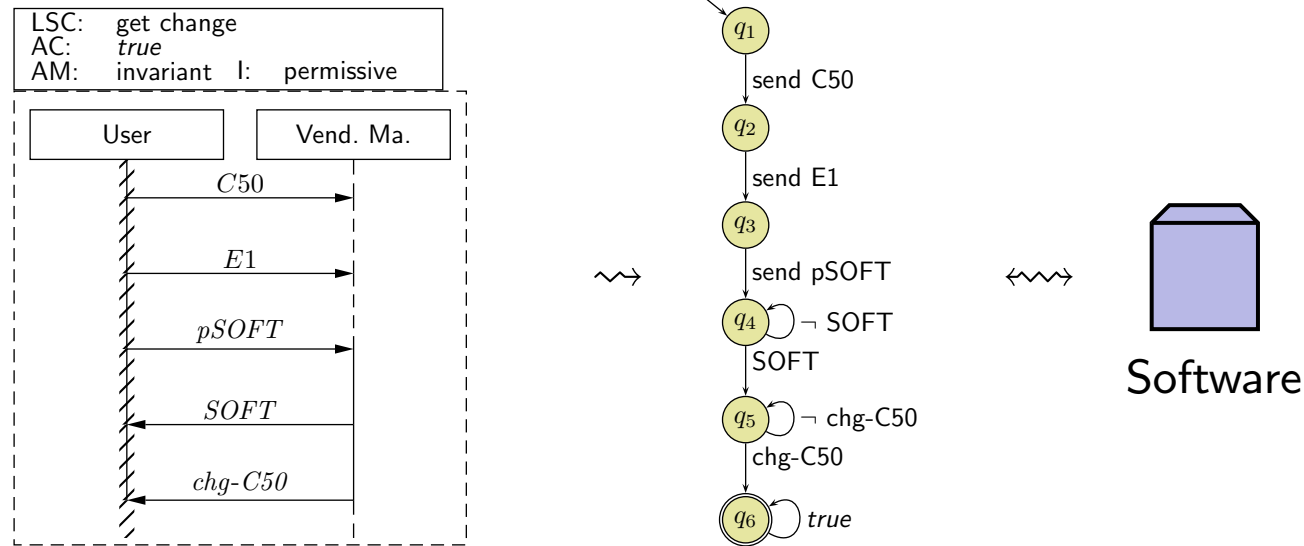 LSC: get change
AC: true
AM: invariant I: permissive
User
Vend. Ma.
C50
E1
pSOFT
SOFT
chg-C50
q1
send C50
q2
send E1
q3
send pSOFT
q4
¬ SOFT
SOFT
q5
¬ chg-C50
chg-C50
q6
true
Software